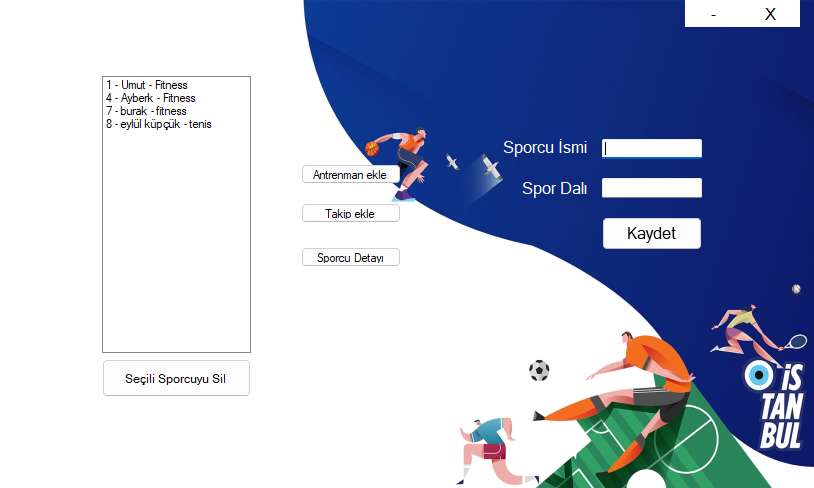 - X
1 - Umut - Fitness
4 - Ayberk - Fitness
7 - burak - fitness
8 - eylül küpçük - tenis
Seçili Sporcuyu Sil
Antrenman ekle
Takip ekle
Sporcu Detayı
Sporcu İsmi
Spor Dalı
Kaydet
iS
TAN
BUL